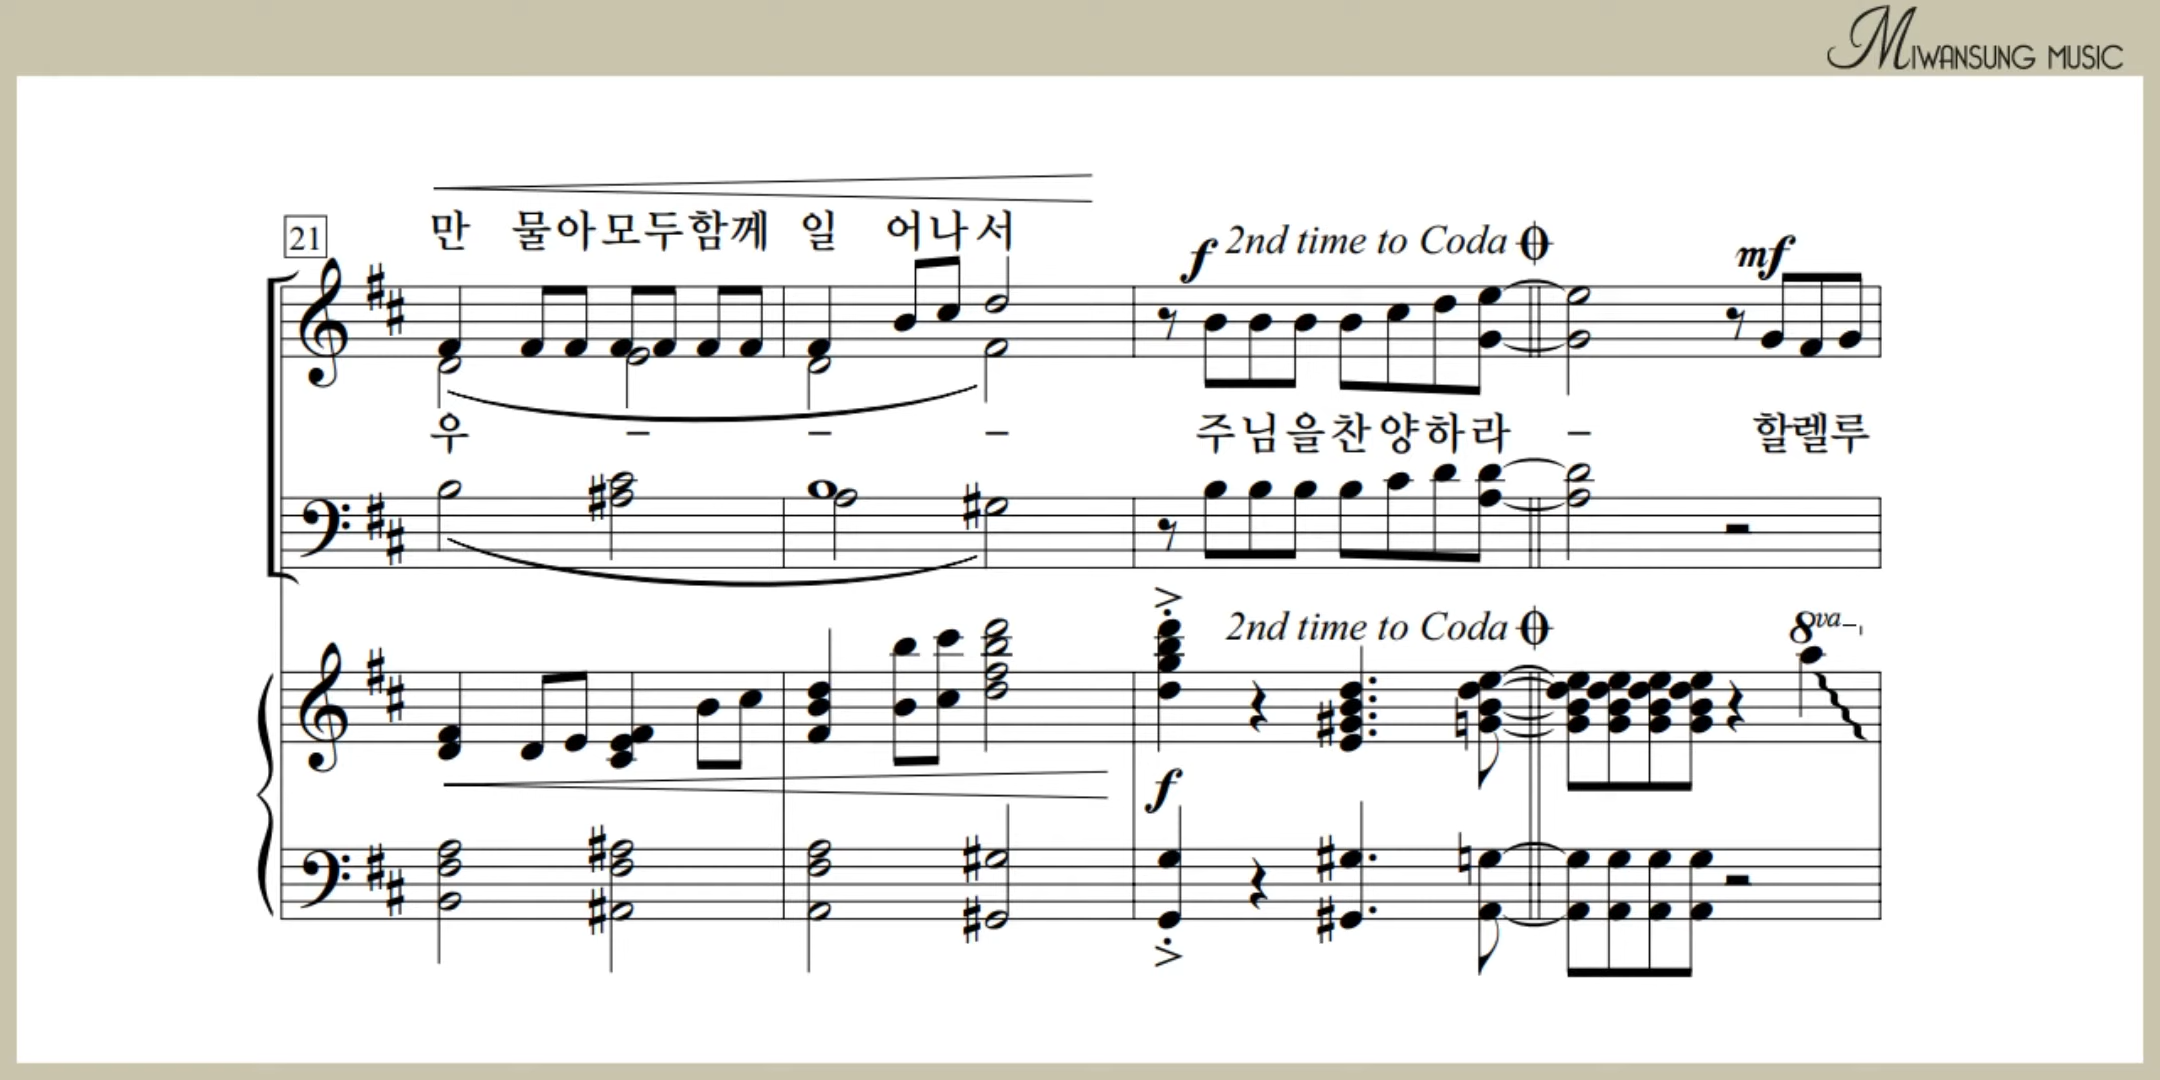 MIWANSUNG MUSIC
만 물아모두함께 일 어나서
21
f 2nd time to Coda mf
우 - - - 주님을찬양하라 - 할렐루
2nd time to Coda 8va
f